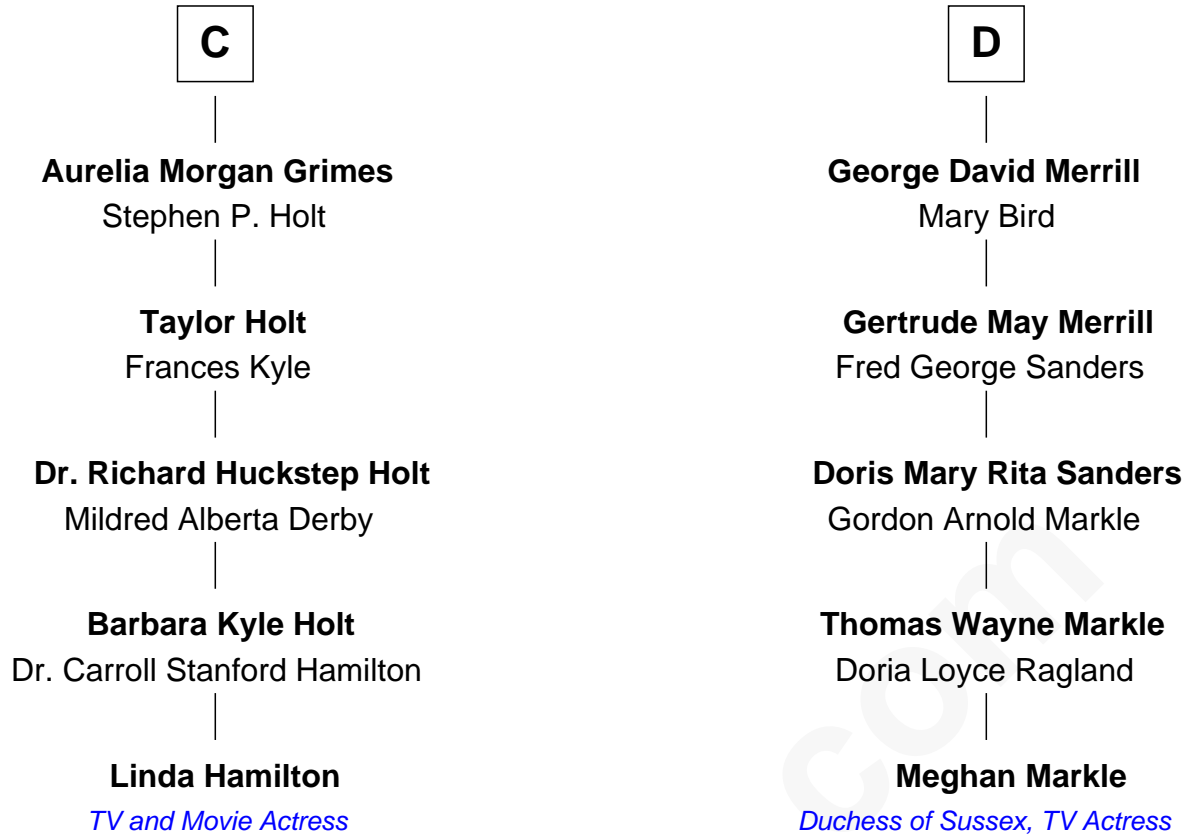 C
Aurelia Morgan Grimes
Stephen P. Holt
Taylor Holt
Frances Kyle
Dr. Richard Huckstep Holt
Mildred Alberta Derby
Barbara Kyle Holt
Dr. Carroll Stanford Hamilton
Linda Hamilton
TV and Movie Actress
D
George David Merrill
Mary Bird
Gertrude May Merrill
Fred George Sanders
Doris Mary Rita Sanders
Gordon Arnold Markle
Thomas Wayne Markle
Doria Loyce Ragland
Meghan Markle
Duchess of Sussex, TV Actress
com